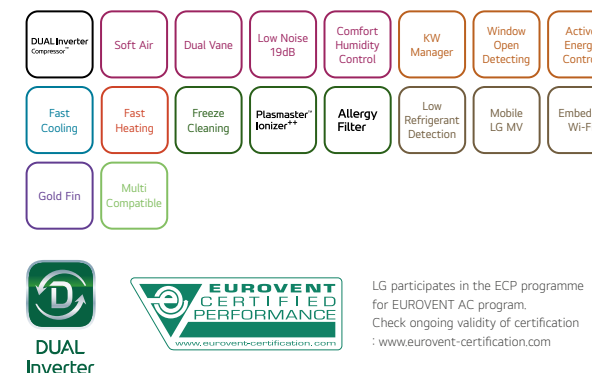 DUAL Inverter
Compressor™
Soft Air
Dual Vane
Low Noise
19dB
Comfort
Humidity
Control
KW
Manager
Window
Open
Detecting
Fast
Cooling
Fast
Heating
Freeze
Cleaning
Plasmaster™
Ionizer++
Allergy
Filter
Low
Refrigerant
Detection
Mobile
LG MV
Gold Fin
Multi
Compatible
D
DUAL
Inverter
e
EUROVENT
CERTIFIED
PERFORMANCE
www.eurovent-certification.com
LG participates in the ECP programme
for EUROVENT AC program.
Check ongoing validity of certification
: www.eurovent-certification.com